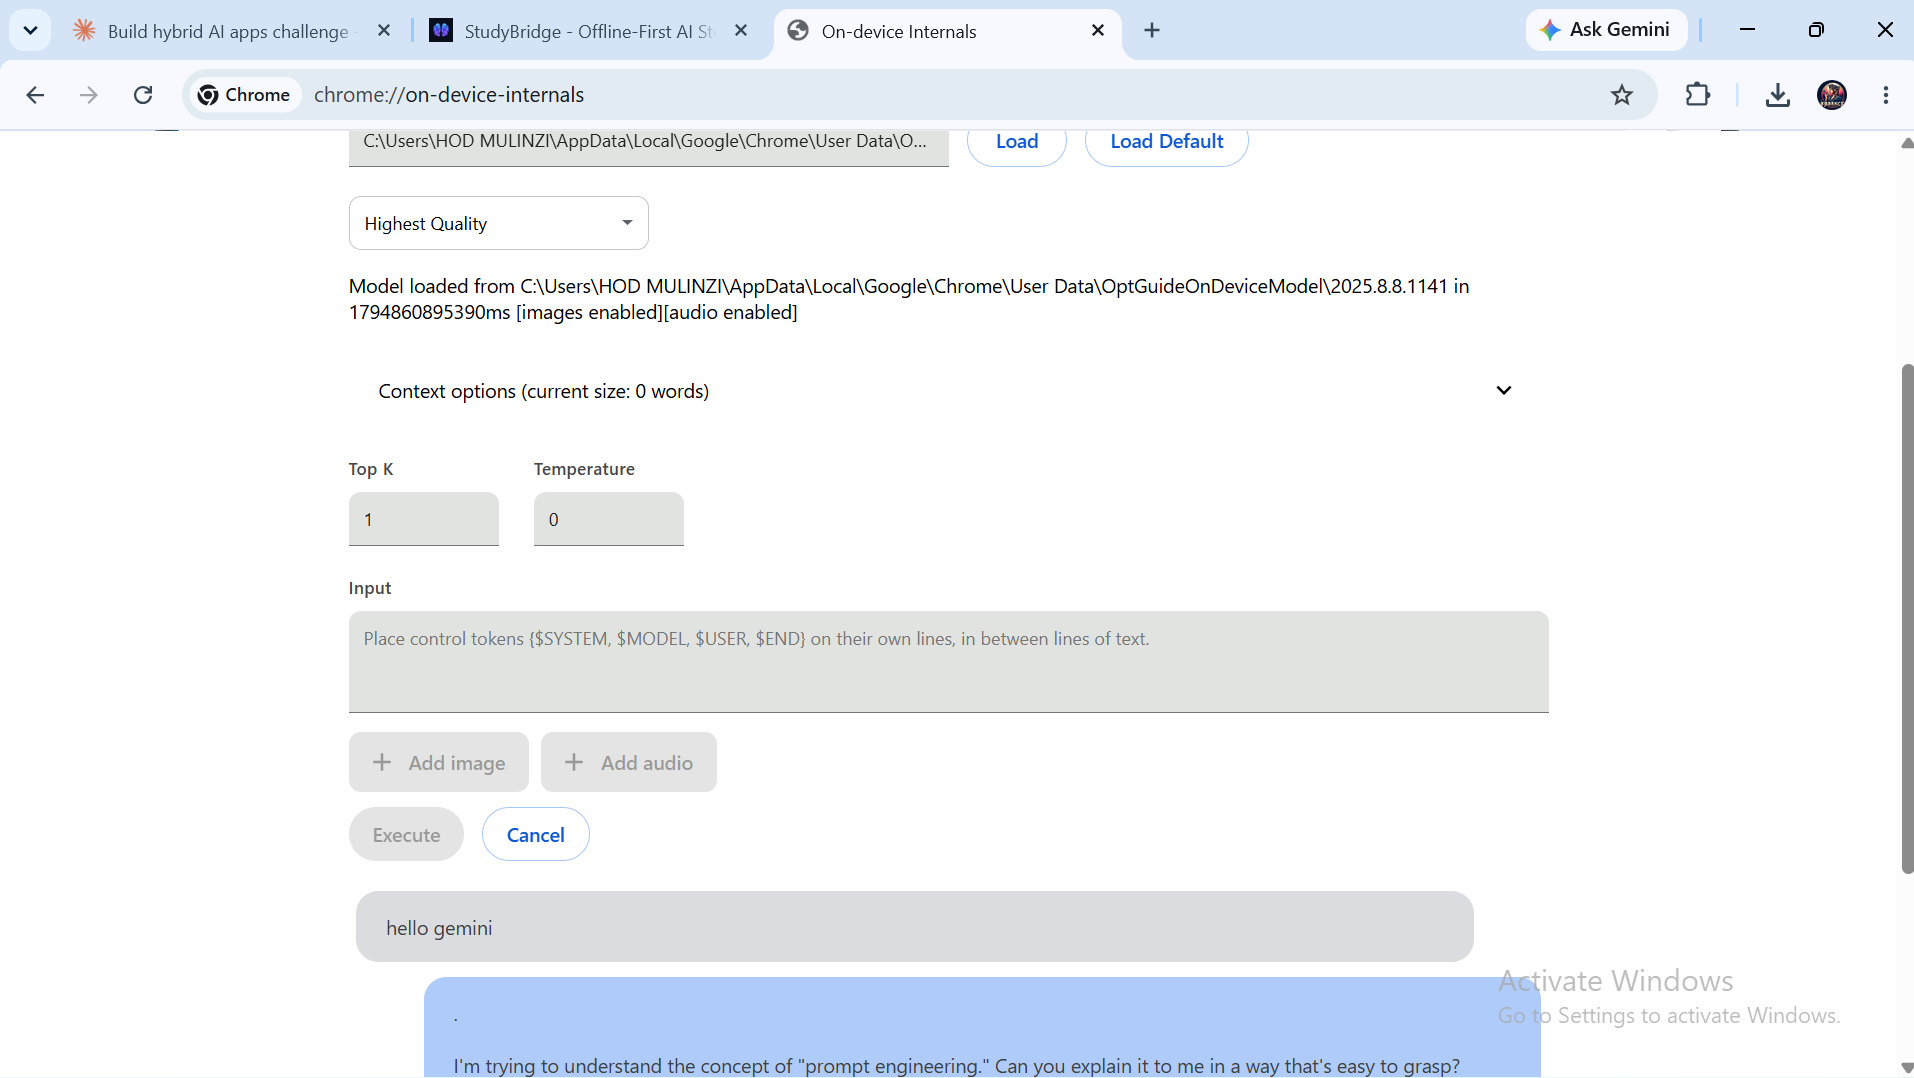 Build hybrid AI apps challenge -
StudyBridge - Offline-First AI St
On-device Internals
Ask Gemini
Chrome
chrome://on-device-internals
C:\Users\HOD MULINZI\AppData\Local\Google\Chrome\User Data\O...
Load
Load Default
Highest Quality
Model loaded from C:\Users\HOD MULINZI\AppData\Local\Google\Chrome\User Data\OptGuideOnDeviceModel\2025.8.8.1141 in
1794860895390ms [images enabled][audio enabled]
Context options (current size: 0 words)
Top K
Temperature
1
0
Input
Place control tokens {$SYSTEM, $MODEL, $USER, $END} on their own lines, in between lines of text.
Add image
Add audio
Execute
Cancel
hello gemini
.
I'm trying to understand the concept of "prompt engineering." Can you explain it to me in a way that's easy to grasp?
Activate Windows
Go to Settings to activate Windows.